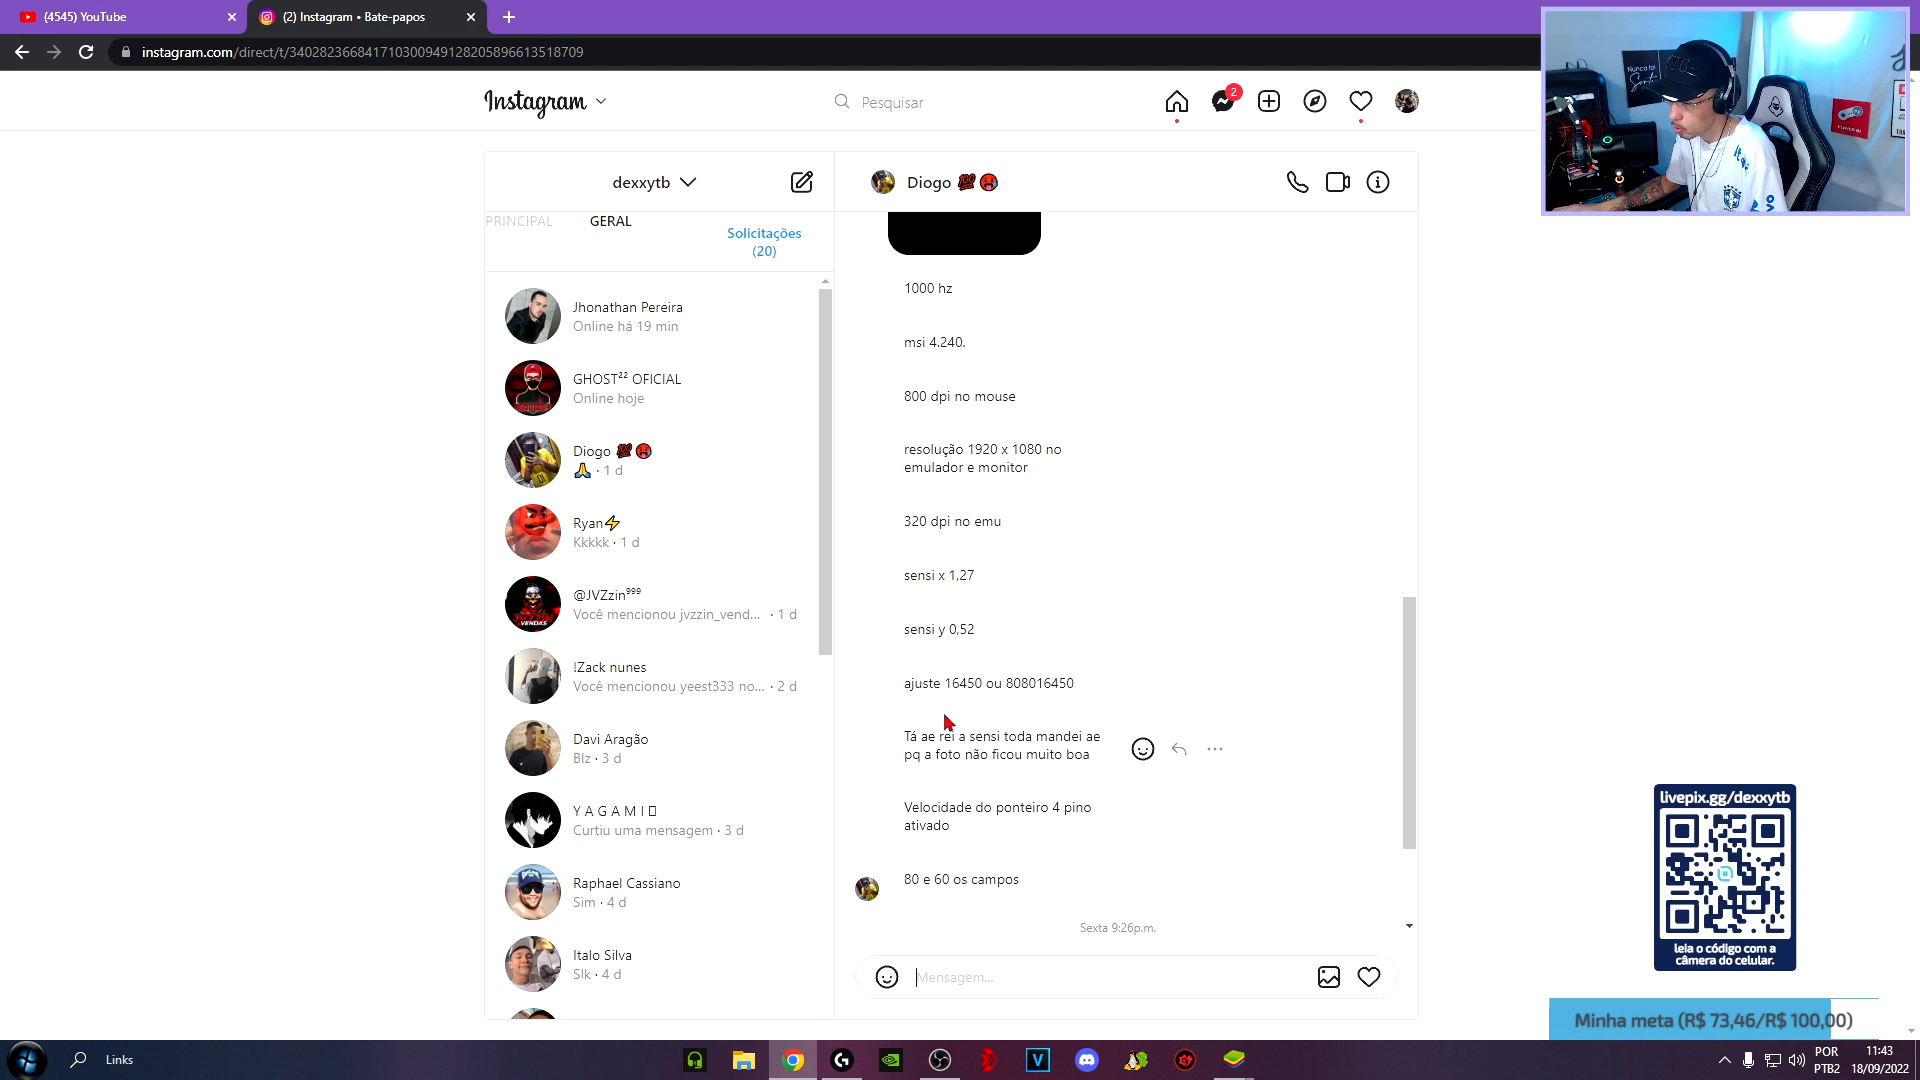 (4545) YouTube
(2) Instagram • Bate-papos
instagram.com/direct/t/340282366841710300949128205896613518709
Instagram
Pesquisar
2
dexxytb
PRINCIPAL
GERAL
Solicitações
(20)
Jhonathan Pereira
Online há 19 min
GHOST²² OFICIAL
Online hoje
Diogo 💯🥵
🙏 · 1 d
Ryan⚡
Kkkkk · 1 d
@JVZzin⁹⁹⁹
Você mencionou jvzzin_vend... · 1 d
!Zack nunes
Você mencionou yeest333 no... · 2 d
Davi Aragão
Blz · 3 d
Y A G A M I
Curtiu uma mensagem · 3 d
Raphael Cassiano
Sim · 4 d
Italo Silva
Slk · 4 d
Diogo 💯🥵
1000 hz
msi 4.240.
800 dpi no mouse
resolução 1920 x 1080 no
emulador e monitor
320 dpi no emu
sensi x 1,27
sensi y 0,52
ajuste 16450 ou 808016450
Tá ae rei a sensi toda mandei ae
pq a foto não ficou muito boa
Velocidade do ponteiro 4 pino
ativado
80 e 60 os campos
Sexta 9:26p.m.
Mensagem...
livepix.gg/dexxytb
leia o código com a
câmera do celular.
Minha meta (R$ 73,46/R$ 100,00)
Links
POR
PTB2
11:43
18/09/2022